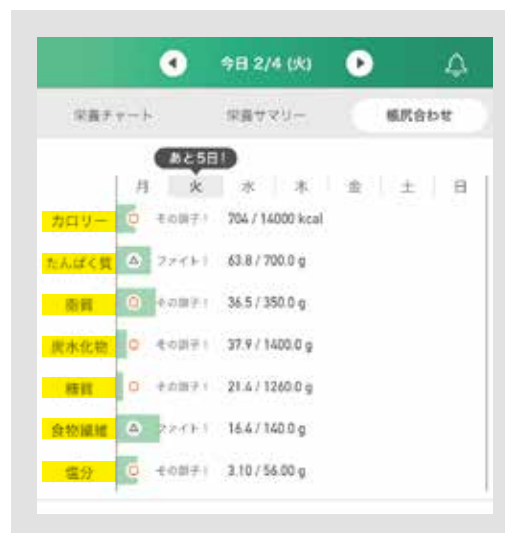 今日 2/4 (火)
栄養チャート 栄養サマリー 帳尻合わせ
あと5日!
月 火 水 木 金 土 日
カロリー その調子! 704 / 14000 kcal
たんぱく質 ファイト! 63.8 / 700.0 g
脂質 その調子! 36.5 / 350.0 g
炭水化物 その調子! 37.9 / 1400.0 g
糖質 その調子! 21.4 / 1260.0 g
食物繊維 ファイト! 16.4 / 140.0 g
塩分 その調子! 3.10 / 56.00 g